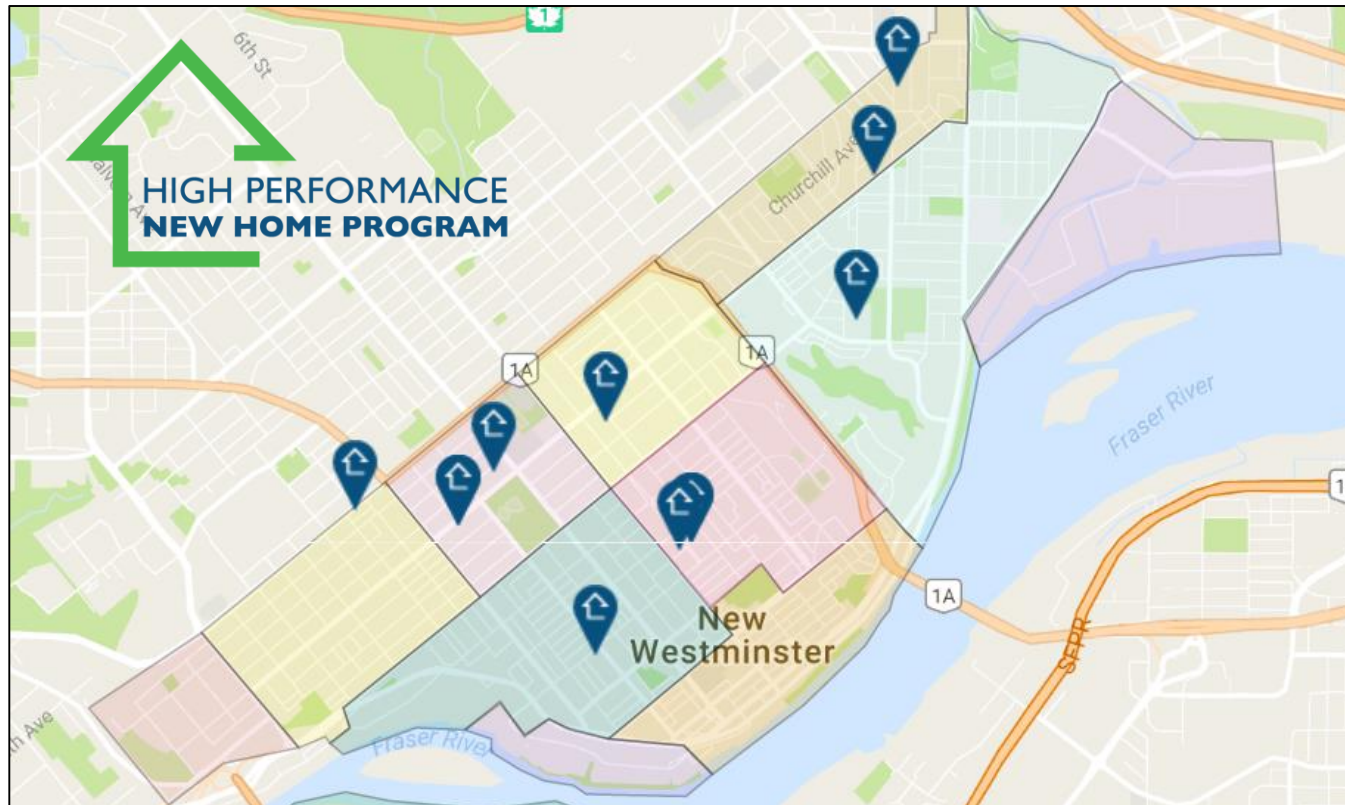 1
6th St
HIGH PERFORMANCE
NEW HOME PROGRAM
Churchill Ave
1A
1A
Fraser River
1A
New
Westminster
SFPR
Fraser River